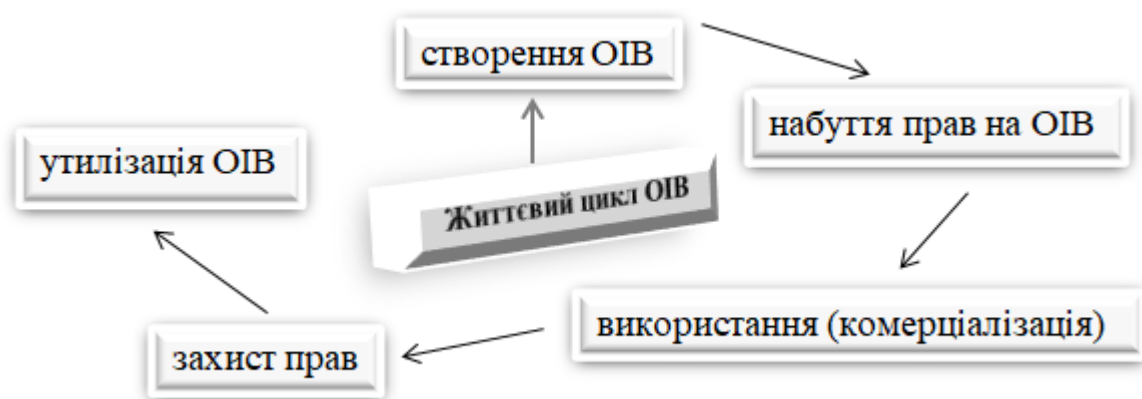 створення ОІВ
набуття прав на ОІВ
утилізація ОІВ
Життєвий цикл ОІВ
використання (комерціалізація)
захист прав